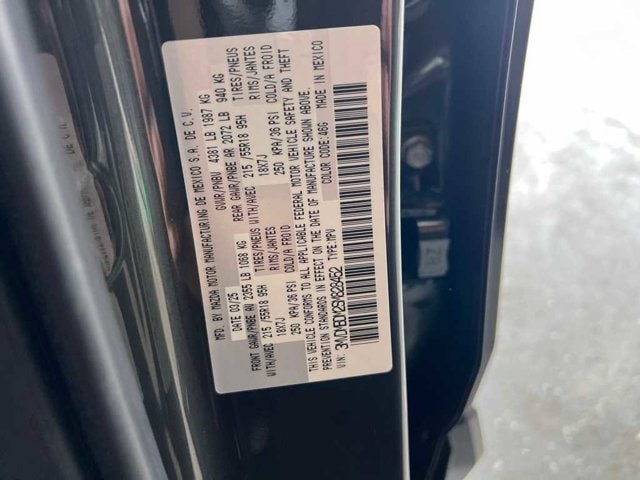 MFD BY MAZDA MOTOR MANUFACTURING DE MEXICO S.A. DE C.V.
DATE 03/25 GVWR/PNBV 4381 LB 1987 KG
FRONT GAWR/PNBE AV 2355 LB 1068 KG REAR GAWR/PNBE AR 2072 LB 940 KG
TIRES/PNEUS TIRES/PNEUS
WITH/AVEC 215 /55R18 95H RIMS/JANTES WITH/AVEC 215 /55R18 95H RIMS/JANTES
18X7J COLD/A FROID 18X7J COLD/A FROID
250 KPA/36 PSI 250 KPA/36 PSI
THIS VEHICLE CONFORMS TO ALL APPLICABLE FEDERAL MOTOR VEHICLE SAFETY AND THEFT
PREVENTION STANDARDS IN EFFECT ON THE DATE OF MANUFACTURE SHOWN ABOVE.
VIN: TYPE:MPV COLOR CODE:46G MADE IN MEXICO